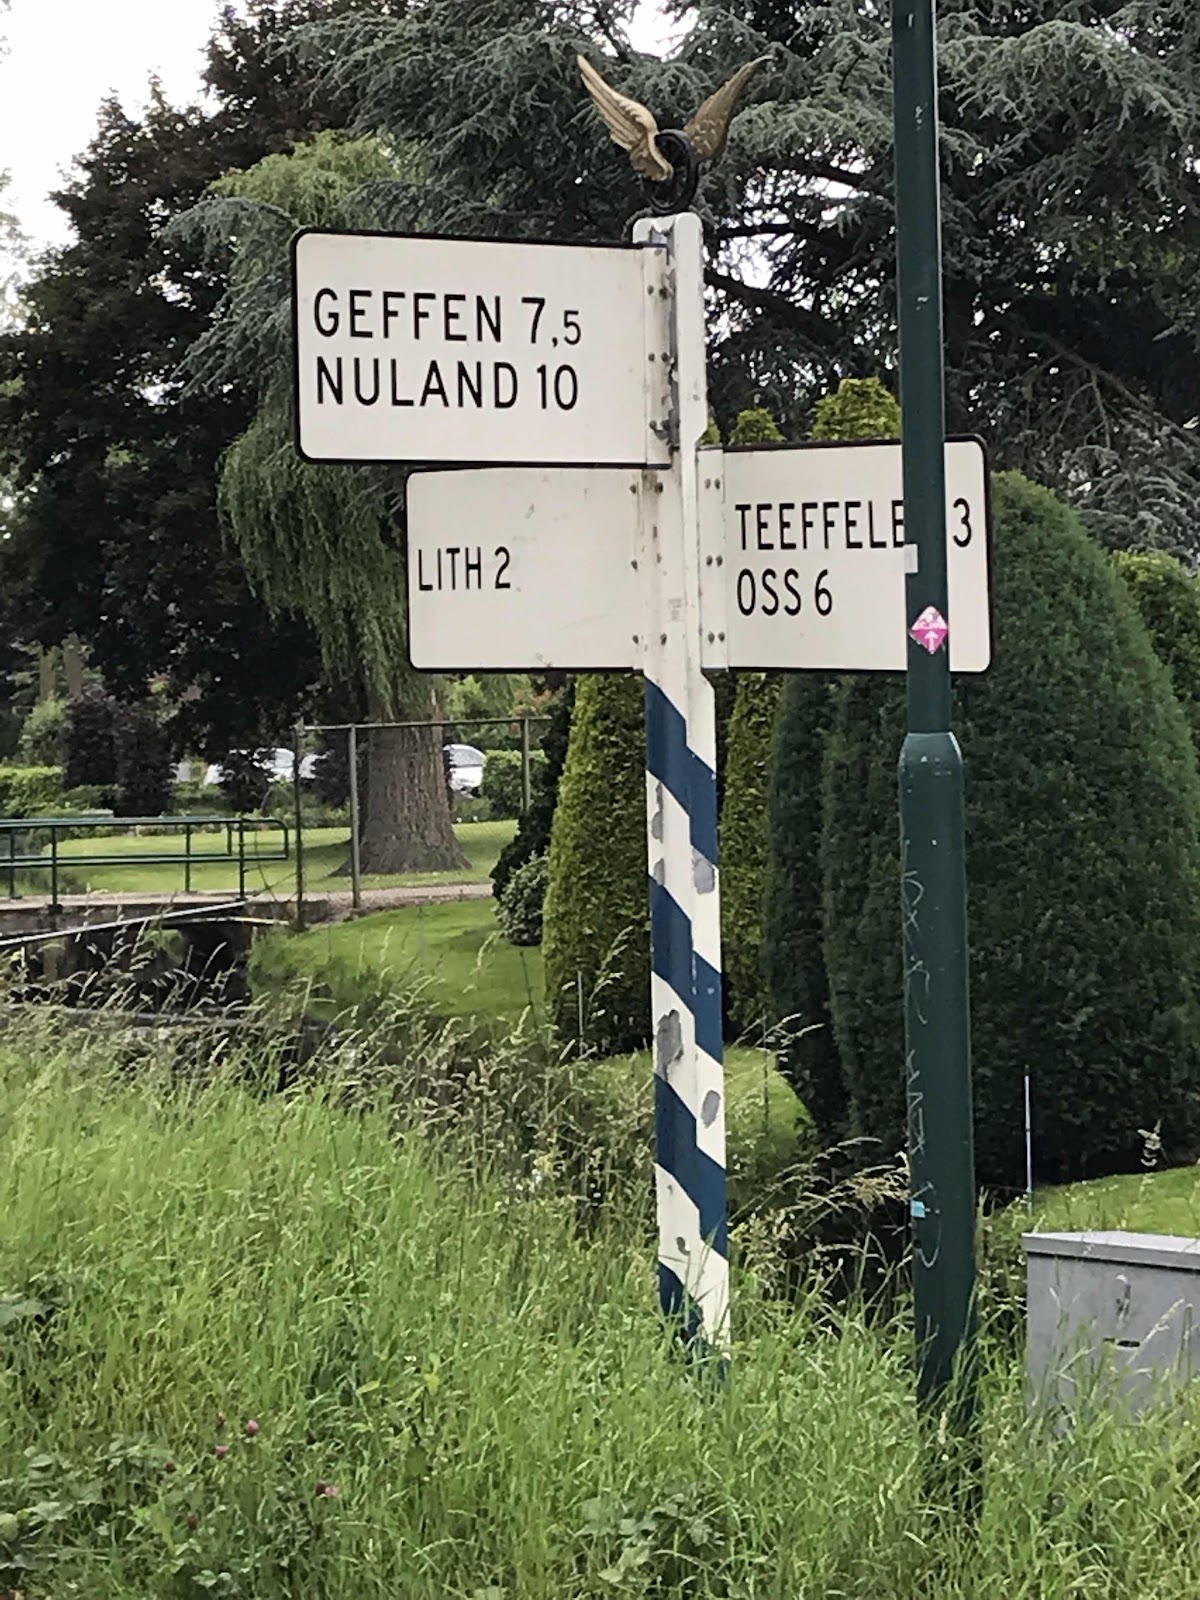 GEFFEN 7,5
NULAND 10
LITH 2
TEEFFELE 3
OSS 6